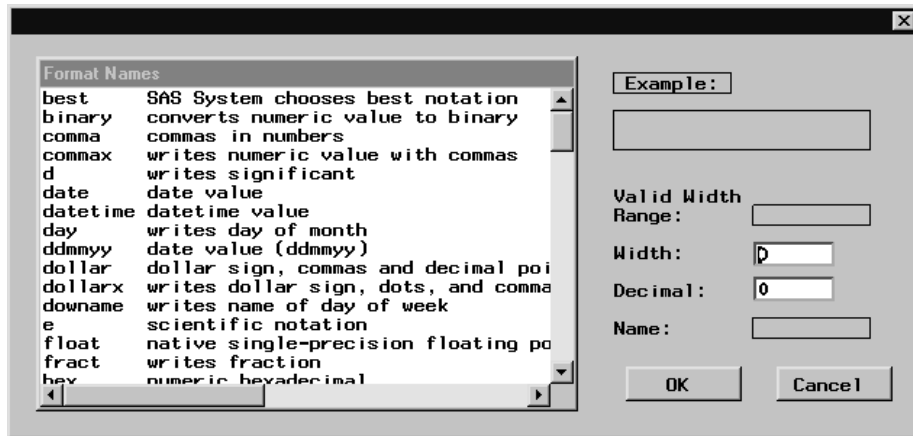 Format Names
best SAS System chooses best notation
binary converts numeric value to binary
comma commas in numbers
commax writes numeric value with commas
d writes significant
date date value
datetime datetime value
day writes day of month
ddmmyy date value (ddmmyy)
dollar dollar sign, commas and decimal poi
dollarx writes dollar sign, dots, and comma
downame writes name of day of week
e scientific notation
float native single-precision floating po
fract writes fraction
hex numeric hexadecimal
Example:
Valid Width
Range:
Width: 0
Decimal: 0
Name:
OK Cancel